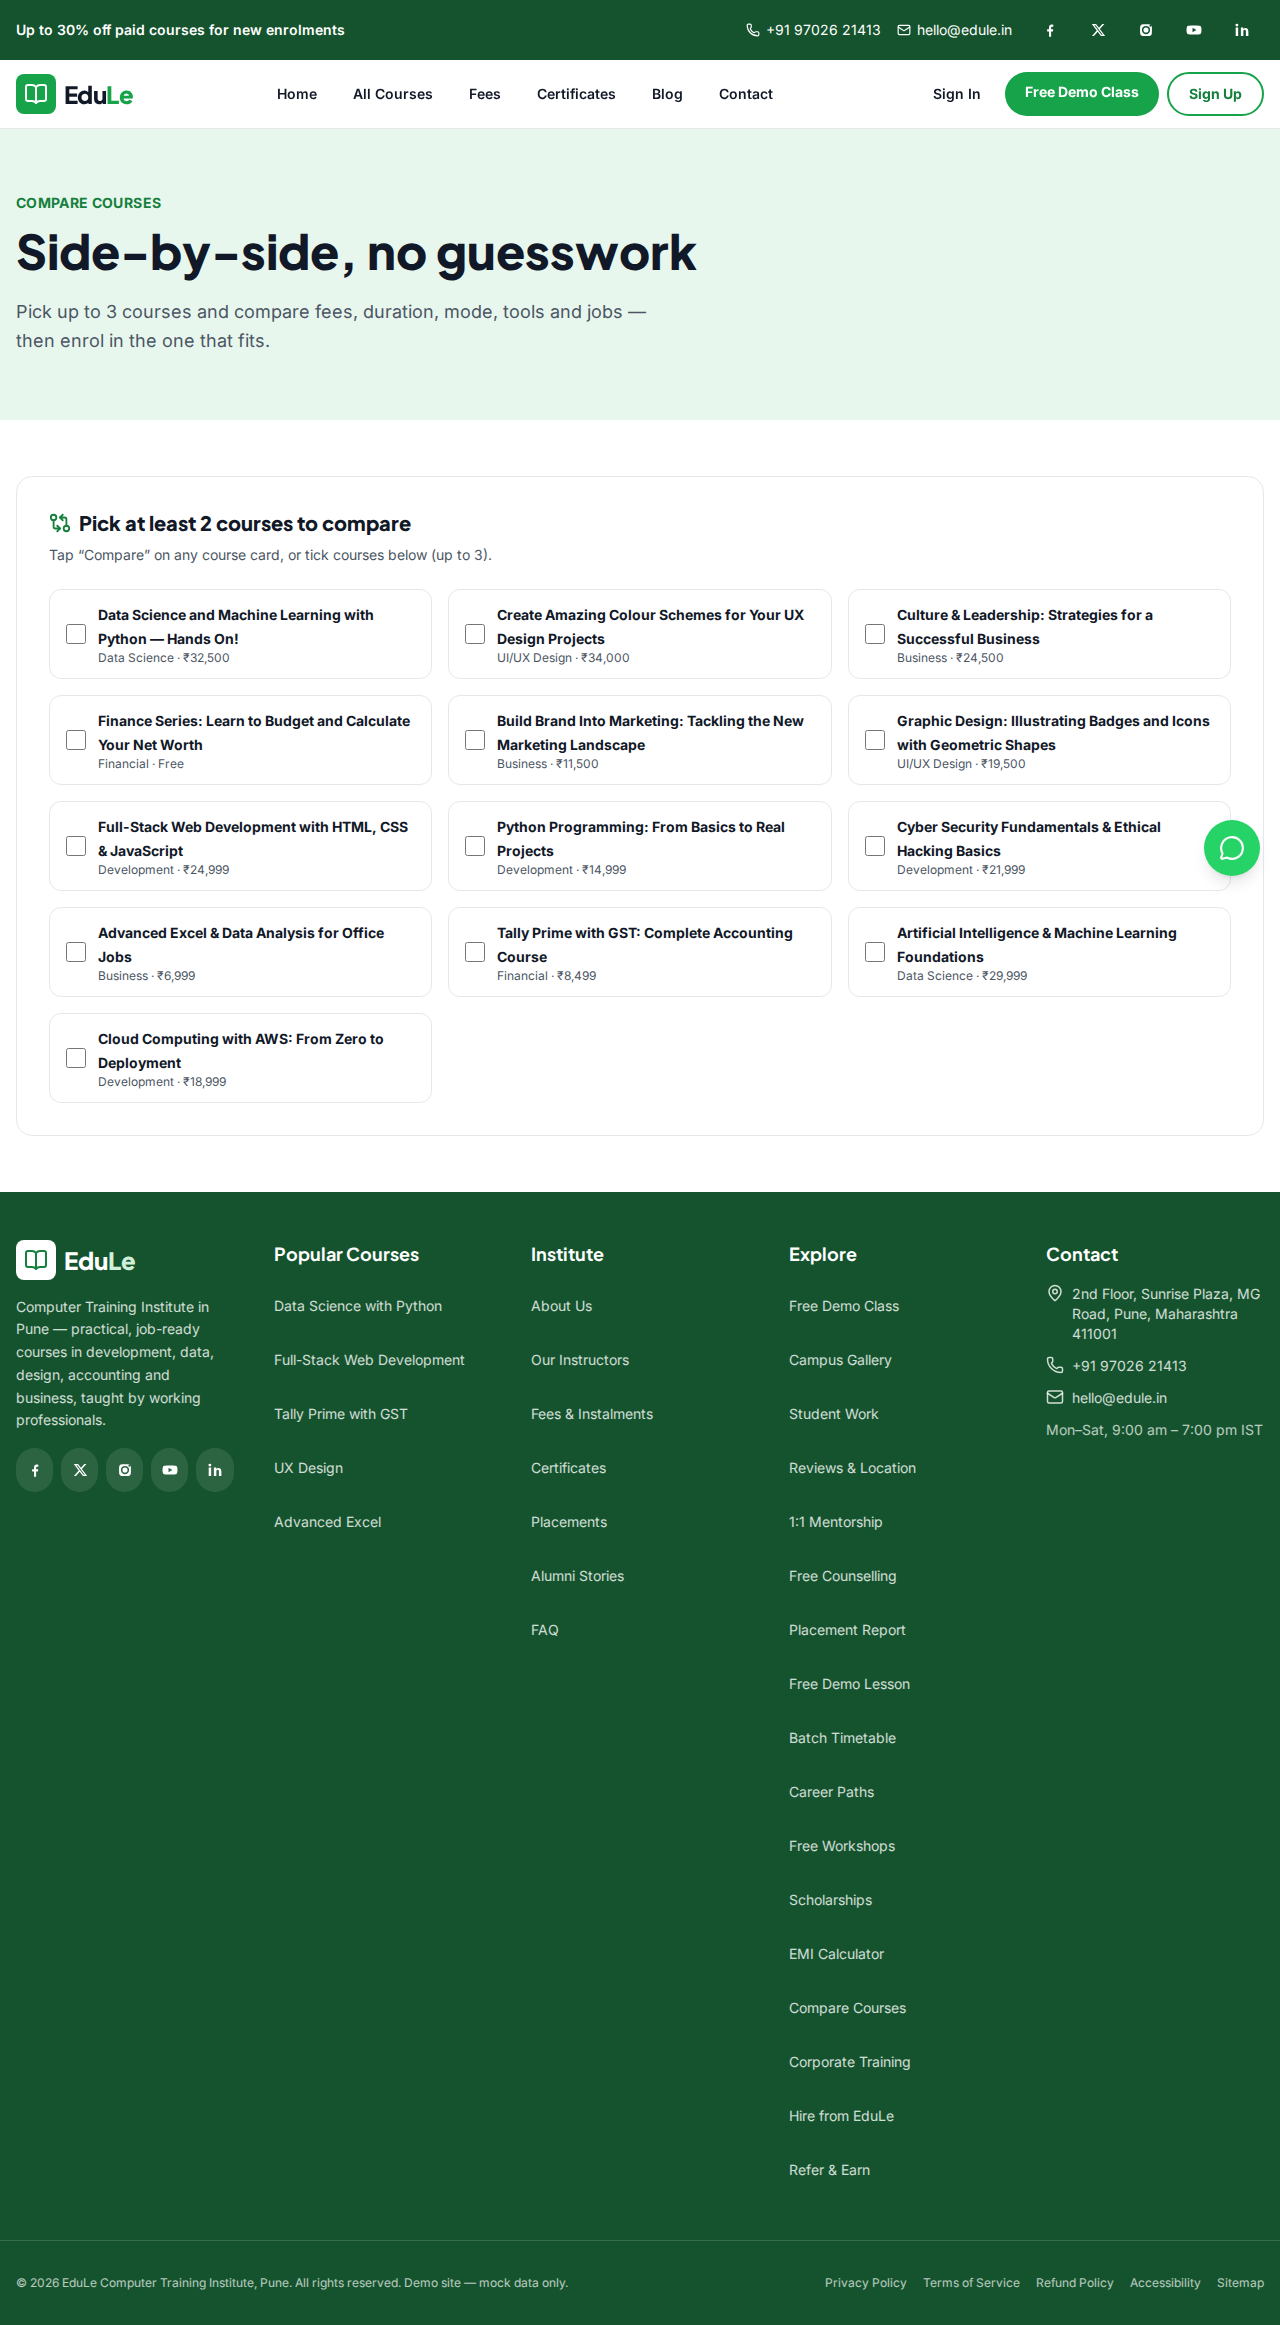 Up to 30% off paid courses for new enrolments
+91 97026 21413
hello@edule.in
EduLe
Home
All Courses
Fees
Certificates
Blog
Contact
Sign In
Free Demo Class
Sign Up
COMPARE COURSES
Side-by-side, no guesswork
Pick up to 3 courses and compare fees, duration, mode, tools and jobs —
then enrol in the one that fits.
Pick at least 2 courses to compare
Tap “Compare” on any course card, or tick courses below (up to 3).
Data Science and Machine Learning with
Python — Hands On!
Data Science · ₹32,500
Create Amazing Colour Schemes for Your UX
Design Projects
UI/UX Design · ₹34,000
Culture & Leadership: Strategies for a
Successful Business
Business · ₹24,500
Finance Series: Learn to Budget and Calculate
Your Net Worth
Financial · Free
Build Brand Into Marketing: Tackling the New
Marketing Landscape
Business · ₹11,500
Graphic Design: Illustrating Badges and Icons
with Geometric Shapes
UI/UX Design · ₹19,500
Full-Stack Web Development with HTML, CSS
& JavaScript
Development · ₹24,999
Python Programming: From Basics to Real
Projects
Development · ₹14,999
Cyber Security Fundamentals & Ethical
Hacking Basics
Development · ₹21,999
Advanced Excel & Data Analysis for Office
Jobs
Business · ₹6,999
Tally Prime with GST: Complete Accounting
Course
Financial · ₹8,499
Artificial Intelligence & Machine Learning
Foundations
Data Science · ₹29,999
Cloud Computing with AWS: From Zero to
Deployment
Development · ₹18,999
EduLe
Computer Training Institute in
Pune — practical, job-ready
courses in development, data,
design, accounting and
business, taught by working
professionals.
Popular Courses
Data Science with Python
Full-Stack Web Development
Tally Prime with GST
UX Design
Advanced Excel
Institute
About Us
Our Instructors
Fees & Instalments
Certificates
Placements
Alumni Stories
FAQ
Explore
Free Demo Class
Campus Gallery
Student Work
Reviews & Location
1:1 Mentorship
Free Counselling
Placement Report
Free Demo Lesson
Batch Timetable
Career Paths
Free Workshops
Scholarships
EMI Calculator
Compare Courses
Corporate Training
Hire from EduLe
Refer & Earn
Contact
2nd Floor, Sunrise Plaza, MG
Road, Pune, Maharashtra
411001
+91 97026 21413
hello@edule.in
Mon–Sat, 9:00 am – 7:00 pm IST
© 2026 EduLe Computer Training Institute, Pune. All rights reserved. Demo site — mock data only.
Privacy Policy
Terms of Service
Refund Policy
Accessibility
Sitemap